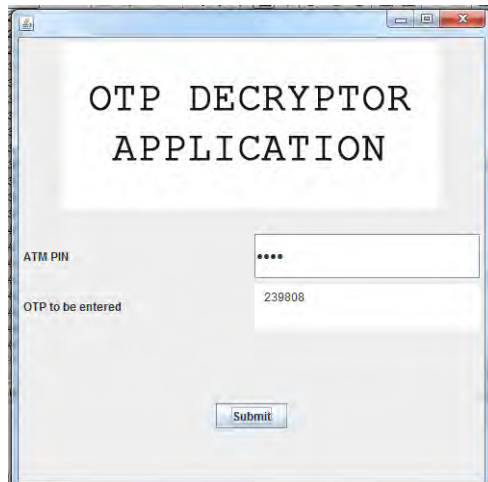 OTP DECRYPTOR
APPLICATION
ATM PIN
••••
OTP to be entered
239808
Submit